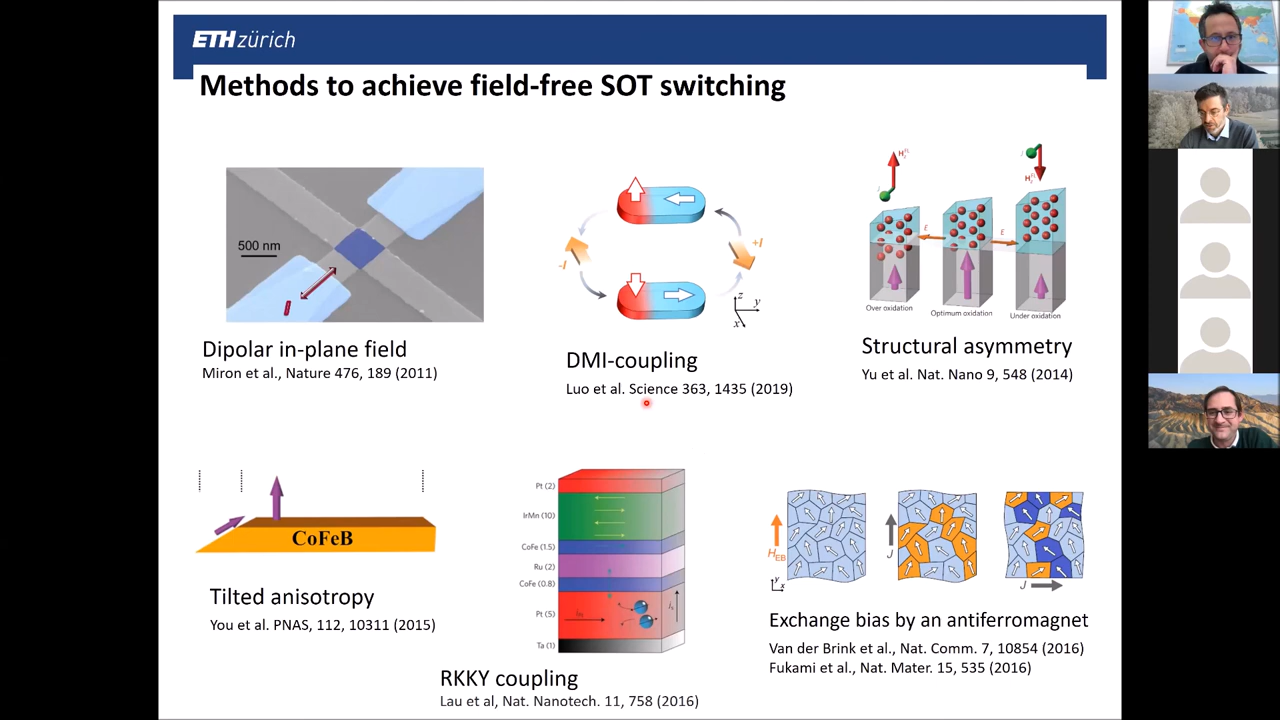 ETH zürich
Methods to achieve field-free SOT switching
500 nm
Dipolar in-plane field
Miron et al., Nature 476, 189 (2011)
-I
+I
z
y
x
DMI-coupling
Luo et al. Science 363, 1435 (2019)
E
E
Over oxidation
Optimum oxidation
Under oxidation
Structural asymmetry
Yu et al. Nat. Nano 9, 548 (2014)
CoFeB
Tilted anisotropy
You et al. PNAS, 112, 10311 (2015)
Pt (2)
IrMn (10)
CoFe (1.5)
Ru (2)
CoFe (0.8)
Pt (5)
Ta (1)
RKKY coupling
Lau et al, Nat. Nanotech. 11, 758 (2016)
HEB
J
y
x
J
Exchange bias by an antiferromagnet
Van der Brink et al., Nat. Comm. 7, 10854 (2016)
Fukami et al., Nat. Mater. 15, 535 (2016)